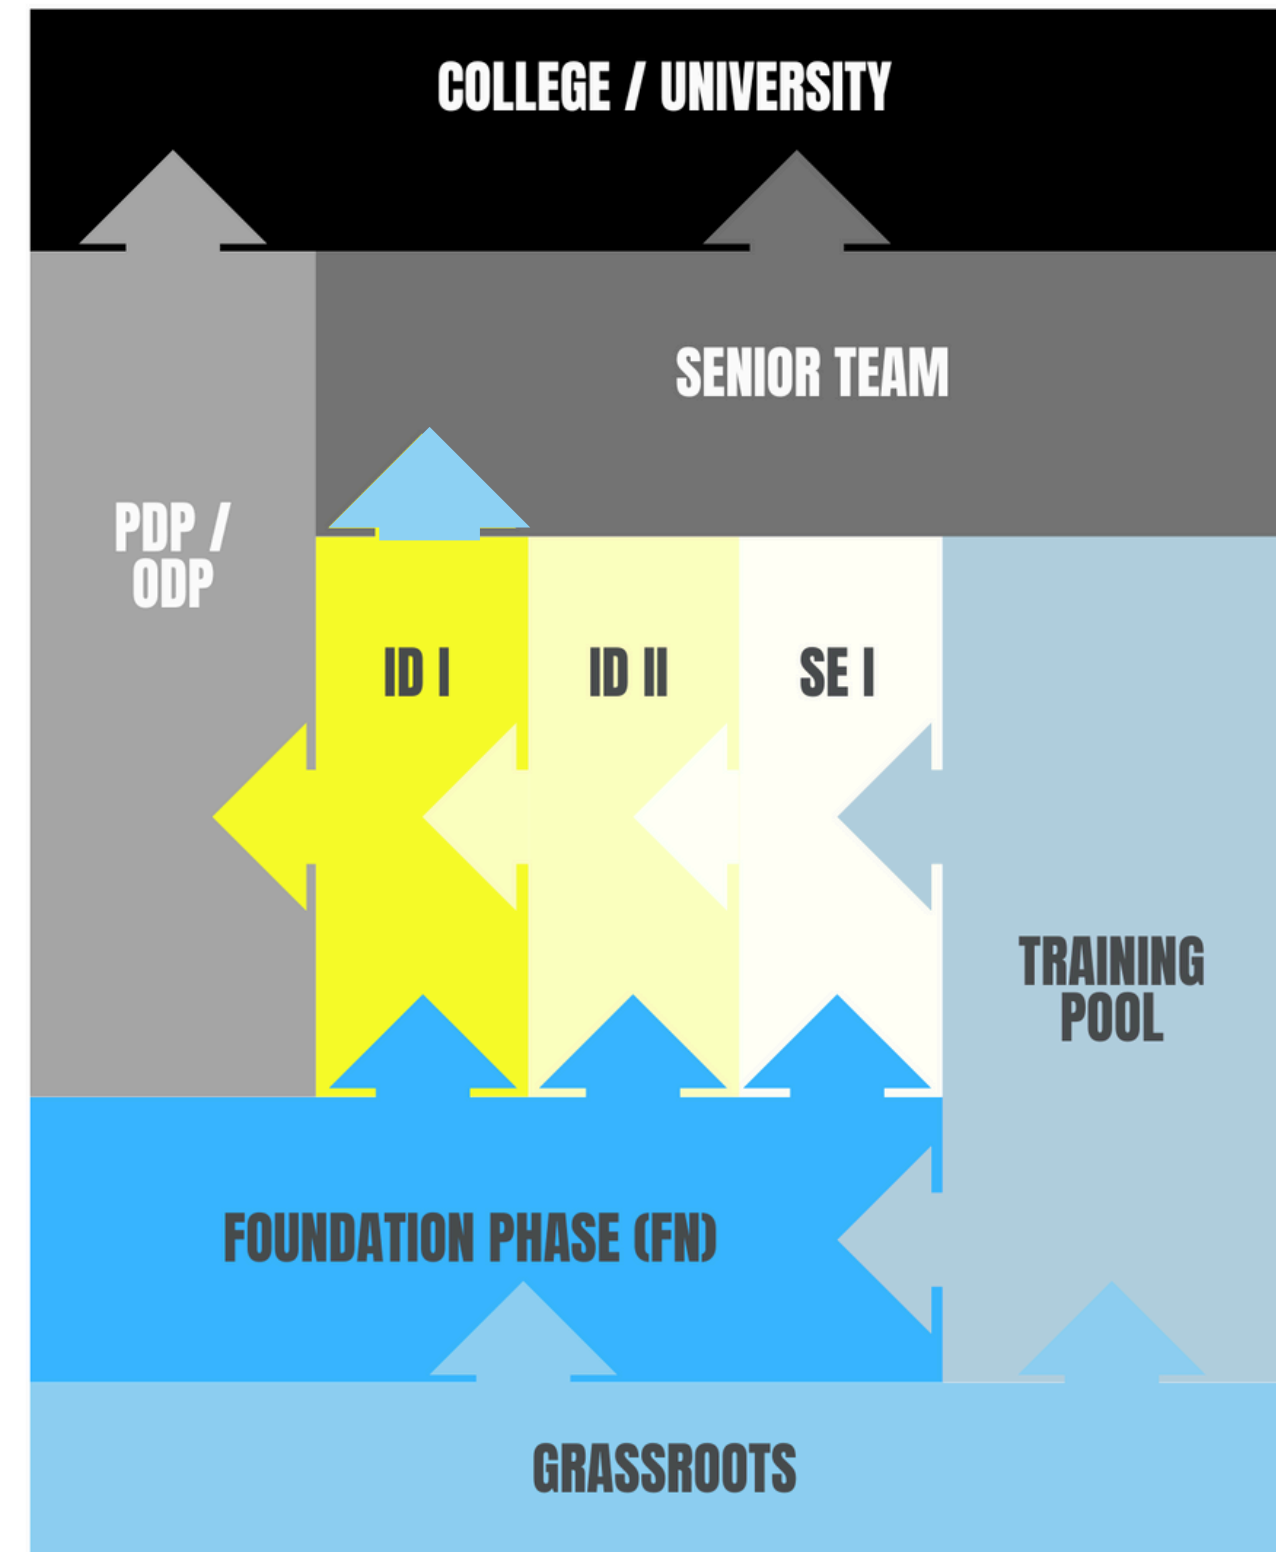 COLLEGE / UNIVERSITY
SENIOR TEAM
PDP /
ODP
ID I
ID II
SE I
TRAINING
POOL
FOUNDATION PHASE (FN)
GRASSROOTS